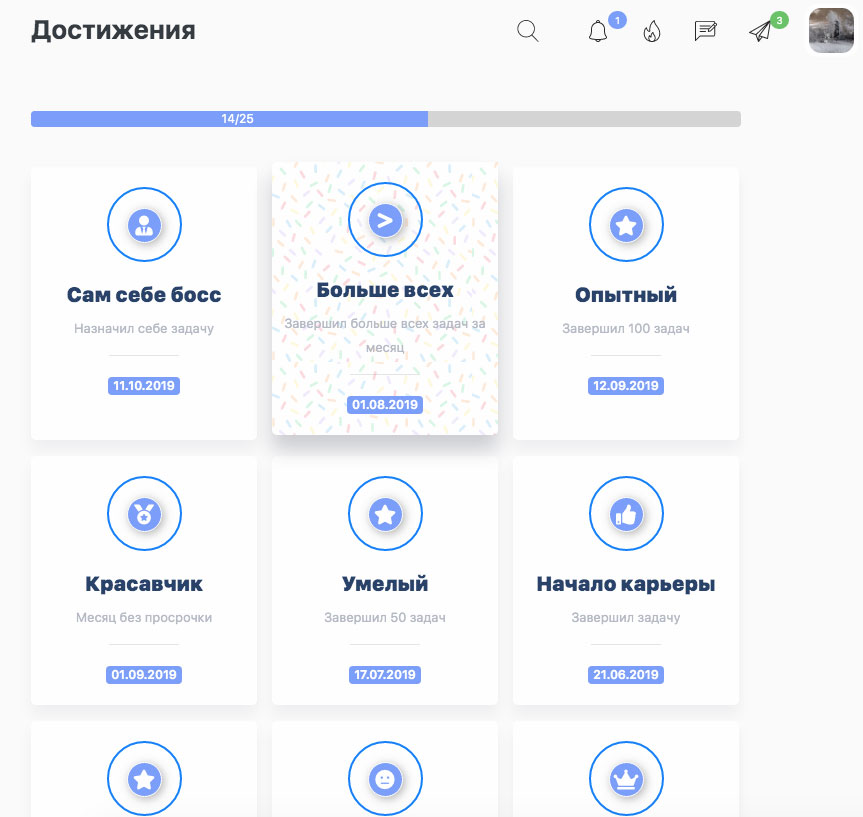 Достижения
1
3
14/25
Сам себе босс
Назначил себе задачу
11.10.2019
Больше всех
Завершил больше всех задач за
месяц
01.08.2019
Опытный
Завершил 100 задач
12.09.2019
Красавчик
Месяц без просрочки
01.09.2019
Умелый
Завершил 50 задач
17.07.2019
Начало карьеры
Завершил задачу
21.06.2019